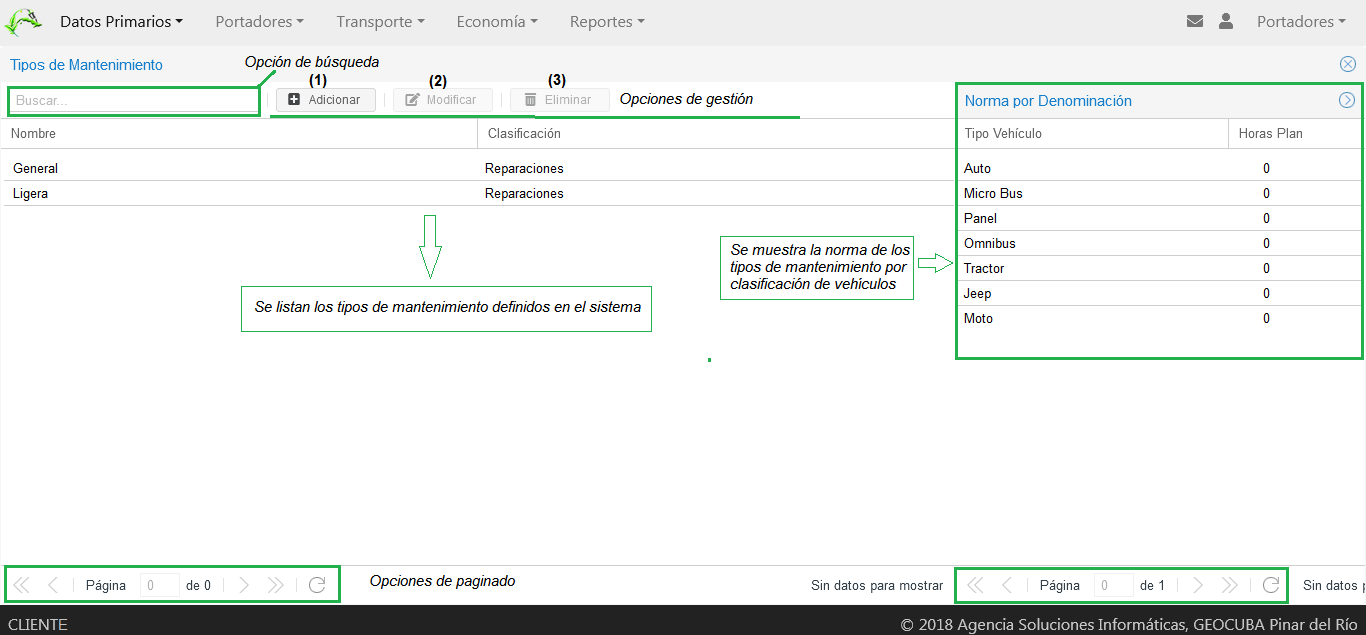 Datos Primarios Portadores Transporte Economía Reportes Portadores
Tipos de Mantenimiento
Opción de búsqueda
(1) (2) (3)
Buscar...
Adicionar Modificar Eliminar
Opciones de gestión
Nombre Clasificación
General Reparaciones
Ligera Reparaciones
Se listan los tipos de mantenimiento definidos en el sistema
Se muestra la norma de los
tipos de mantenimiento por
clasificación de vehículos
Norma por Denominación
Tipo Vehículo Horas Plan
Auto 0
Micro Bus 0
Panel 0
Omnibus 0
Tractor 0
Jeep 0
Moto 0
Página 0 de 0
Opciones de paginado
Sin datos para mostrar
Página 0 de 1
Sin datos p
CLIENTE
© 2018 Agencia Soluciones Informáticas, GEOCUBA Pinar del Río